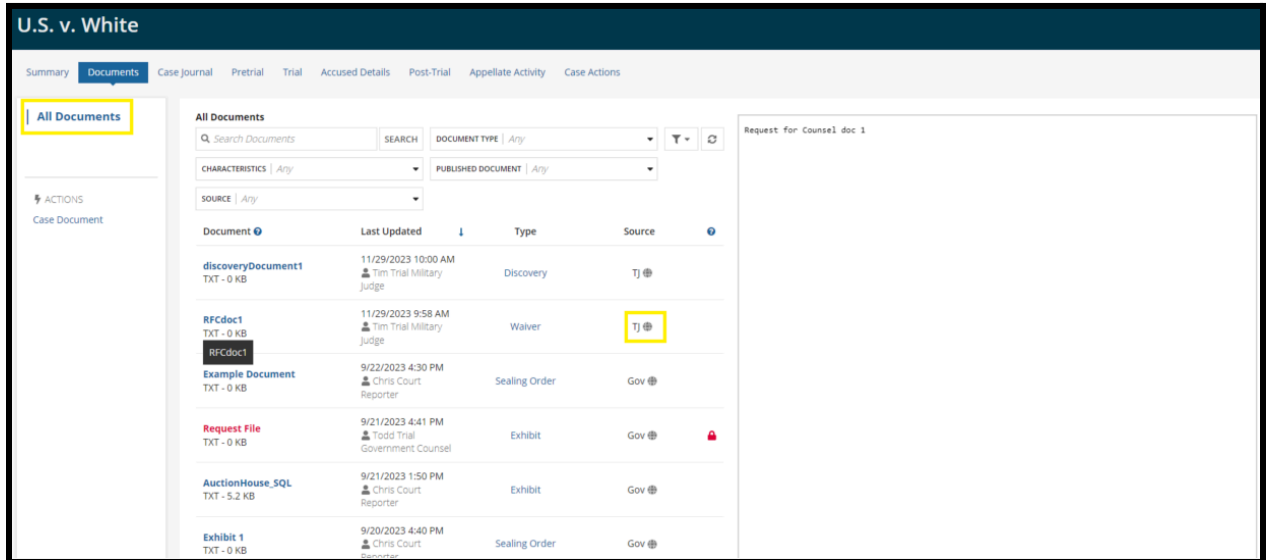 U.S. v. White
Summary Documents Case Journal Pretrial Trial Accused Details Post-Trial Appellate Activity Case Actions
All Documents
ACTIONS
Case Document
All Documents
Search Documents SEARCH DOCUMENT TYPE Any
CHARACTERISTICS Any PUBLISHED DOCUMENT Any
SOURCE Any
Document Last Updated Type Source
discoveryDocument1 11/29/2023 10:00 AM
TXT - 0 KB Tim Trial Military Discovery TJ
Judge
RFCdoc1 11/29/2023 9:58 AM
TXT - 0 KB Tim Trial Military Waiver TJ
Judge
RFCdoc1
Example Document 9/22/2023 4:30 PM
TXT - 0 KB Chris Court Sealing Order Gov
Reporter
Request File 9/21/2023 4:41 PM
TXT - 0 KB Todd Trial Exhibit Gov
Government Counsel
AuctionHouse_SQL 9/21/2023 1:50 PM
TXT - 5.2 KB Chris Court Exhibit Gov
Reporter
Exhibit 1 9/20/2023 4:40 PM
TXT - 0 KB Chris Court Sealing Order Gov
Reporter
Request for Counsel doc 1